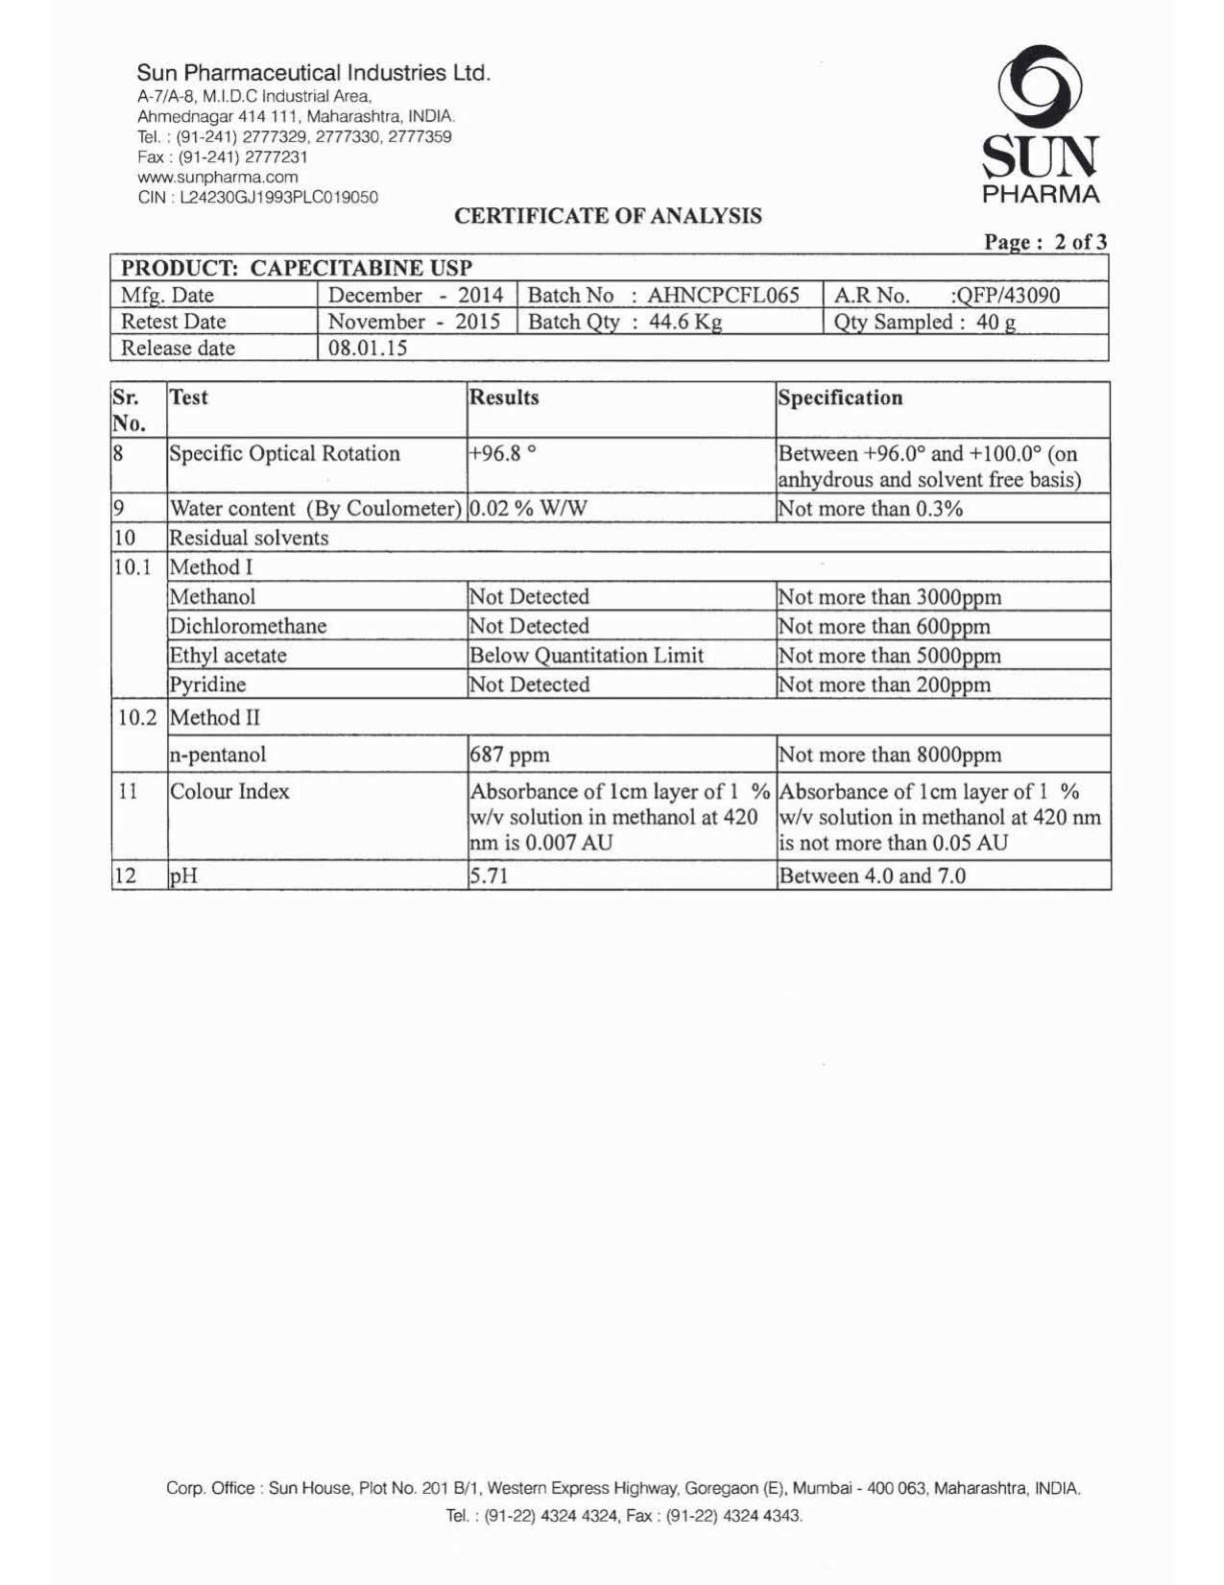 Sun Pharmaceutical Industries Ltd.
A-7/A-8, M.I.D.C Industrial Area,
Ahmednagar 414 111, Maharashtra, INDIA.
Tel. : (91-241) 2777329, 2777330, 2777359
Fax : (91-241) 2777231
www.sunpharma.com
CIN : L24230GJ1993PLC019050
SUN
PHARMA
CERTIFICATE OF ANALYSIS
Page : 2 of 3
PRODUCT: CAPECITABINE USP
Mfg. Date December - 2014 Batch No : AHNCPCFL065 A.R No. :QFP/43090
Retest Date November - 2015 Batch Qty : 44.6 Kg Qty Sampled : 40 g
Release date 08.01.15
Sr. Test Results Specification
No.
8 Specific Optical Rotation +96.8 ° Between +96.0° and +100.0° (on
anhydrous and solvent free basis)
9 Water content (By Coulometer) 0.02 % W/W Not more than 0.3%
10 Residual solvents
10.1 Method I
Methanol Not Detected Not more than 3000ppm
Dichloromethane Not Detected Not more than 600ppm
Ethyl acetate Below Quantitation Limit Not more than 5000ppm
Pyridine Not Detected Not more than 200ppm
10.2 Method II
n-pentanol 687 ppm Not more than 8000ppm
11 Colour Index Absorbance of 1cm layer of 1 % Absorbance of 1cm layer of 1 %
w/v solution in methanol at 420 w/v solution in methanol at 420 nm
nm is 0.007 AU is not more than 0.05 AU
12 pH 5.71 Between 4.0 and 7.0
Corp. Office : Sun House, Plot No. 201 B/1, Western Express Highway, Goregaon (E), Mumbai - 400 063, Maharashtra, INDIA.
Tel. : (91-22) 4324 4324, Fax : (91-22) 4324 4343.